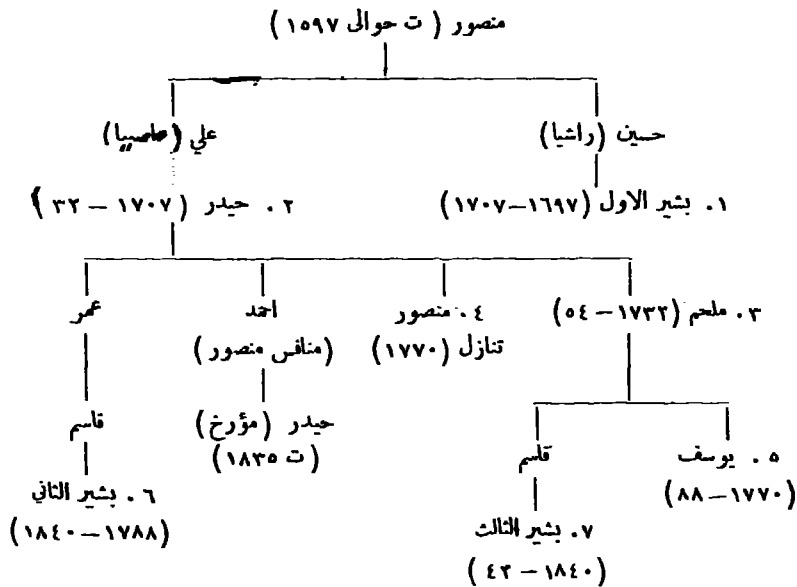 منصور (ت حوالى ١٥٩٧)
حسين (راشيا)
علي (حاصبيا)
١. بشير الاول (١٦٩٧–١٧٠٧)
٢. حيدر (١٧٠٧–٣٢)
٣. ملحم (١٧٣٢–٥٤)
٤. منصور
تنازل (١٧٧٠)
احمد
(منافس منصور)
عمر
حيدر (مؤرخ)
(ت ١٨٣٥)
قاسم
٥. يوسف
(١٧٧٠–٨٨)
قاسم
٦. بشير الثاني
(١٧٨٨–١٨٤٠)
٧. بشير الثالث
(١٨٤٠–٤٢)